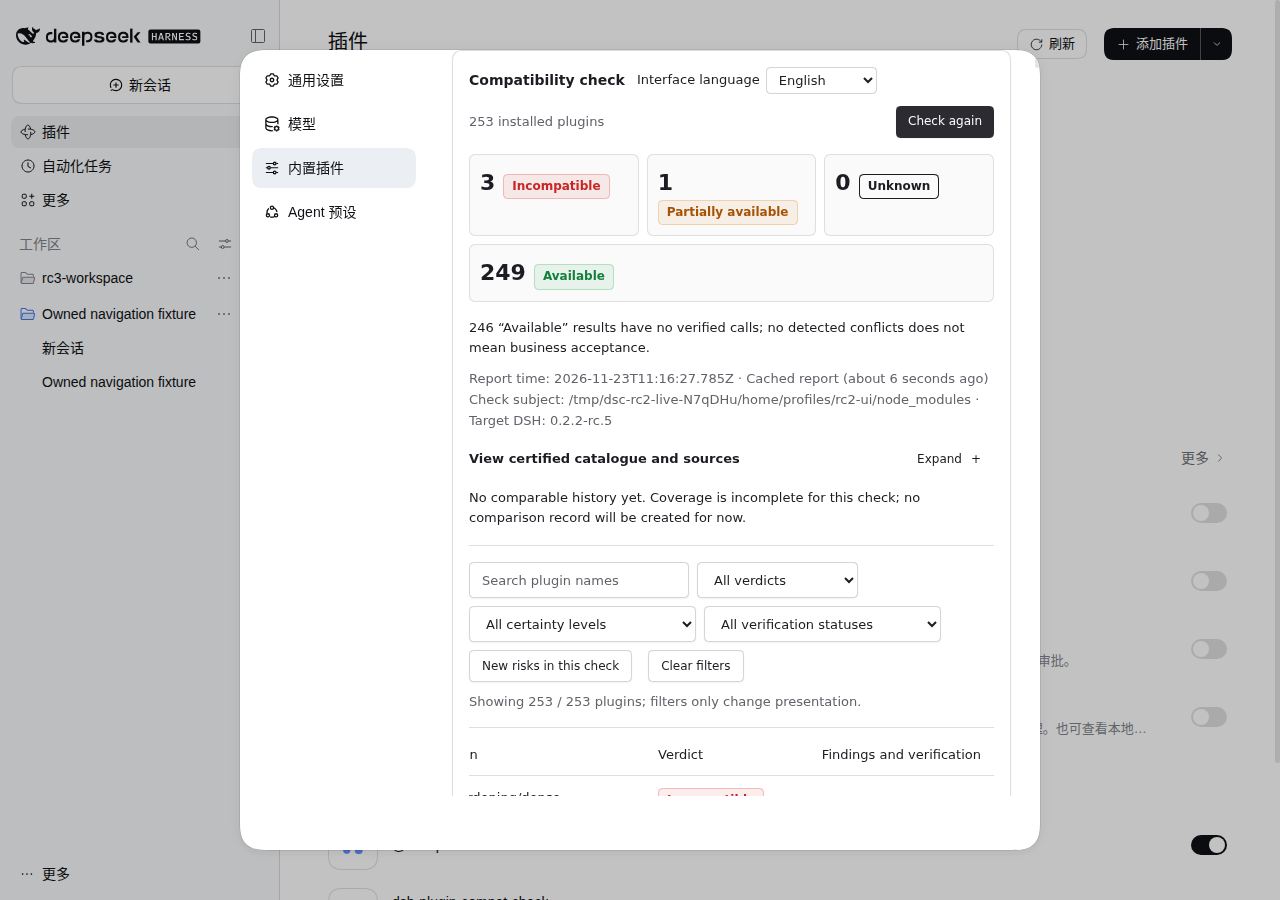 deepseek HARNESS
新会话
插件
自动化任务
更多
工作区
rc3-workspace
Owned navigation fixture
新会话
Owned navigation fixture
更多
插件
刷新
添加插件
通用设置
模型
内置插件
Agent 预设
Compatibility check Interface language English
253 installed plugins Check again
3 Incompatible
1 Partially available
0 Unknown
249 Available
246 “Available” results have no verified calls; no detected conflicts does not
mean business acceptance.
Report time: 2026-11-23T11:16:27.785Z · Cached report (about 6 seconds ago)
Check subject: /tmp/dsc-rc2-live-N7qDHu/home/profiles/rc2-ui/node_modules ·
Target DSH: 0.2.2-rc.5
View certified catalogue and sources Expand +
No comparable history yet. Coverage is incomplete for this check; no
comparison record will be created for now.
Search plugin names All verdicts
All certainty levels All verification statuses
New risks in this check Clear filters
Showing 253 / 253 plugins; filters only change presentation.
n Verdict Findings and verification
更多
审批。
。也可查看本地...